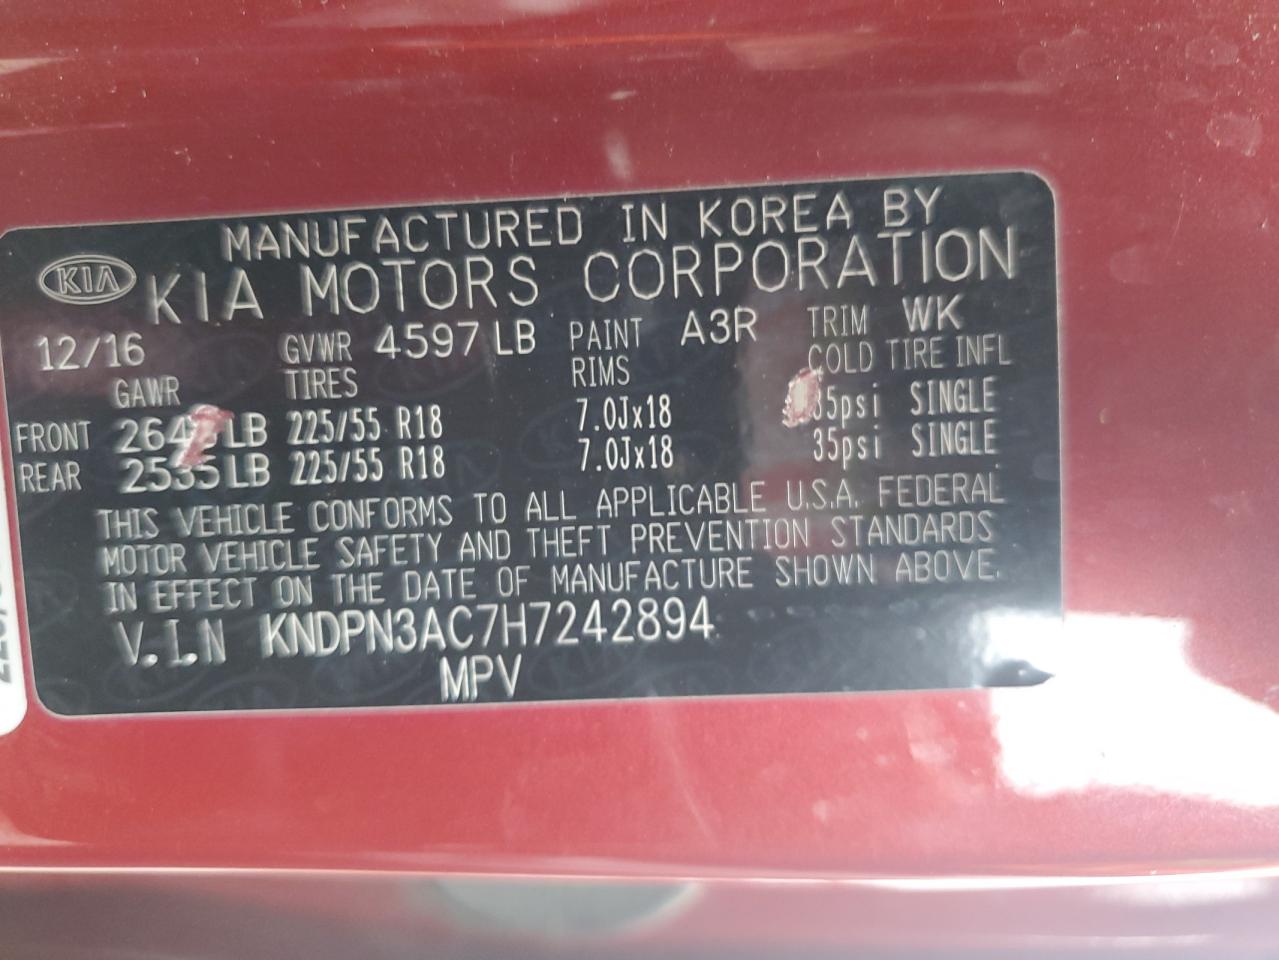 MANUFACTURED IN KOREA BY
KIA KIA MOTORS CORPORATION
12/16 GVWR 4597 LB PAINT A3R TRIM WK
GAWR TIRES RIMS COLD TIRE INFL
FRONT LB 225/55 R18 7.0Jx18 35psi SINGLE
REAR 2535LB 225/55 R18 7.0Jx18 35psi SINGLE
THIS VEHICLE CONFORMS TO ALL APPLICABLE U.S.A. FEDERAL
MOTOR VEHICLE SAFETY AND THEFT PREVENTION STANDARDS
IN EFFECT ON THE DATE OF MANUFACTURE SHOWN ABOVE.
V.I.N KNDPN3AC7H7242894
MPV